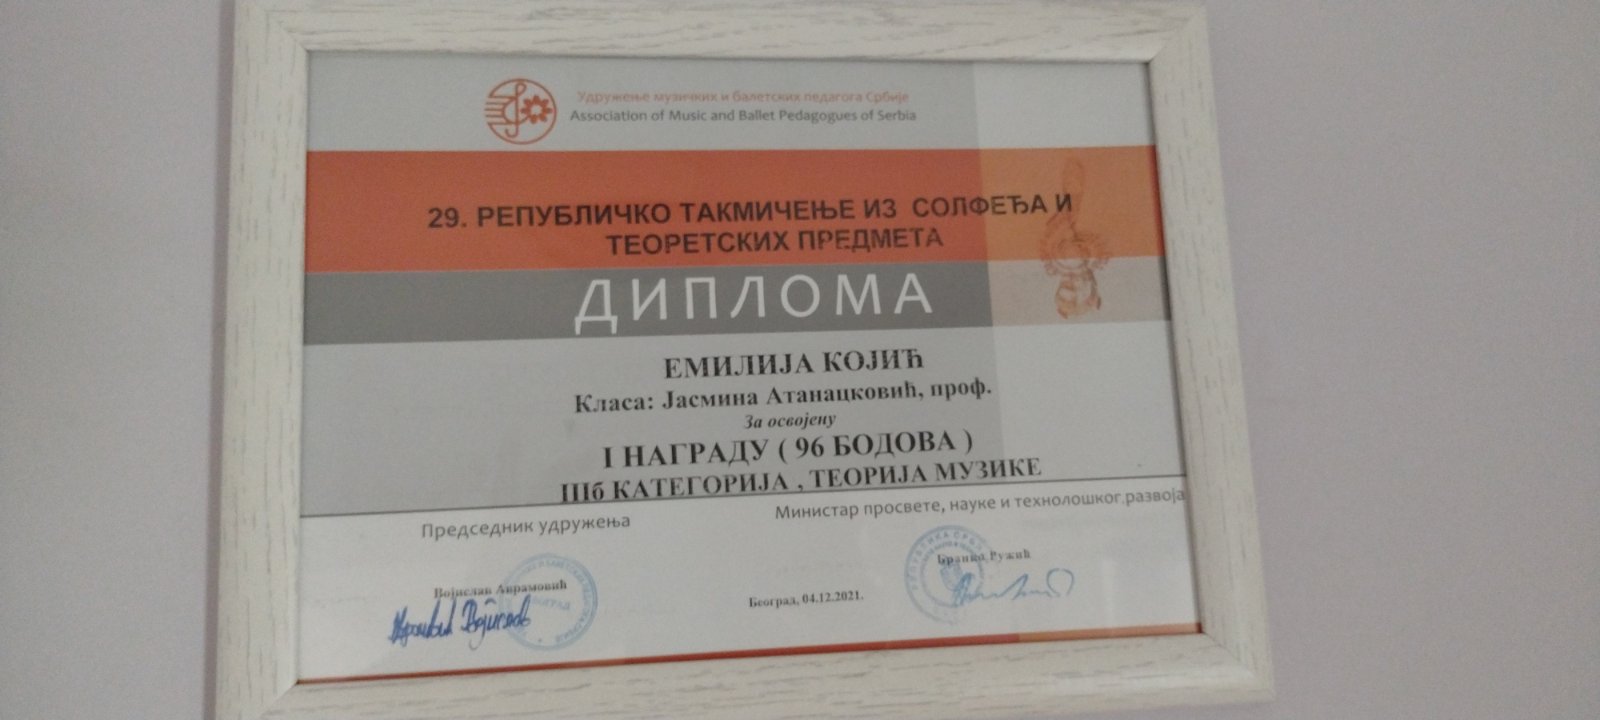 Удружење музичких и балетских педагога Србије
Association of Music and Ballet Pedagogues of Serbia
29. РЕПУБЛИЧКО ТАКМИЧЕЊЕ ИЗ СОЛФЕЂА И
ТЕОРЕТСКИХ ПРЕДМЕТА
ДИПЛОМА
ЕМИЛИЈА КОЈИЋ
Класа: Јасмина Атанацковић, проф.
За освојену
I НАГРАДУ ( 96 БОДОВА )
IIIб КАТЕГОРИЈА , ТЕОРИЈА МУЗИКЕ
Председник удружења
Министар просвете, науке и технолошког развоја
Војислав Аврамовић
Бранко Ружић
Београд, 04.12.2021.